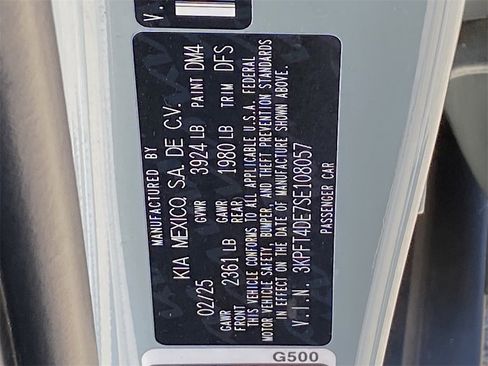 V.
MANUFACTURED BY
KIA MEXICO, S.A. DE C.V.
02/25 GVWR 3924 LB PAINT DM4
GAWR FRONT 2361 LB GAWR REAR 1980 LB TRIM DFS
THIS VEHICLE CONFORMS TO ALL APPLICABLE U.S.A. FEDERAL
MOTOR VEHICLE SAFETY, BUMPER, AND THEFT PREVENTION STANDARDS
IN EFFECT ON THE DATE OF MANUFACTURE SHOWN ABOVE.
V.I.N. 3KPFT4DE7SE108057
PASSENGER CAR
G500